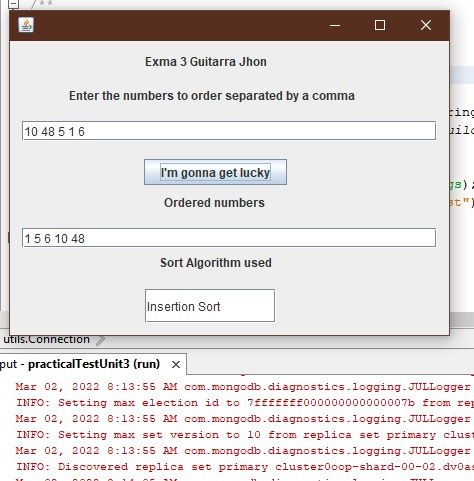 /**
Exma 3 Guitarra Jhon
Enter the numbers to order separated by a comma
10 48 5 1 6
I'm gonna get lucky
Ordered numbers
1 5 6 10 48
Sort Algorithm used
Insertion Sort
utils.Connection
practicalTestUnit3 (run) ×
Mar 02, 2022 8:13:55 AM com.mongodb.diagnostics.logging.JULLogger
INFO: Setting max election id to 7fffffff000000000000007b from rep
Mar 02, 2022 8:13:55 AM com.mongodb.diagnostics.logging.JULLogger
INFO: Setting max set version to 10 from replica set primary clust
Mar 02, 2022 8:13:55 AM com.mongodb.diagnostics.logging.JULLogger
INFO: Discovered replica set primary cluster0oop-shard-00-02.dv0as